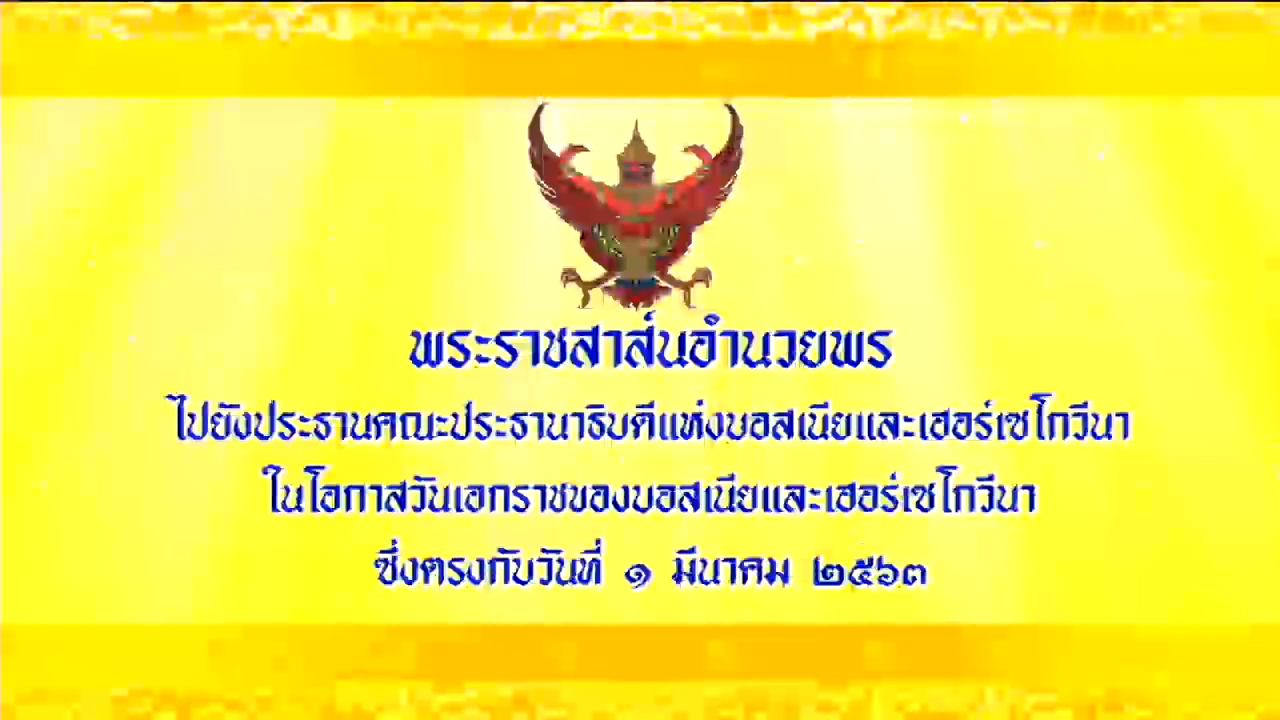 พระราชสาส์นอำนวยพร
ไปยังประธานคณะประธานาธิบดีแห่งบอสเนียและเฮอร์เซโกวีนา
ในโอกาสวันเอกราชของบอสเนียและเฮอร์เซโกวีนา
ซึ่งตรงกับวันที่ ๑ มีนาคม ๒๕๖๓